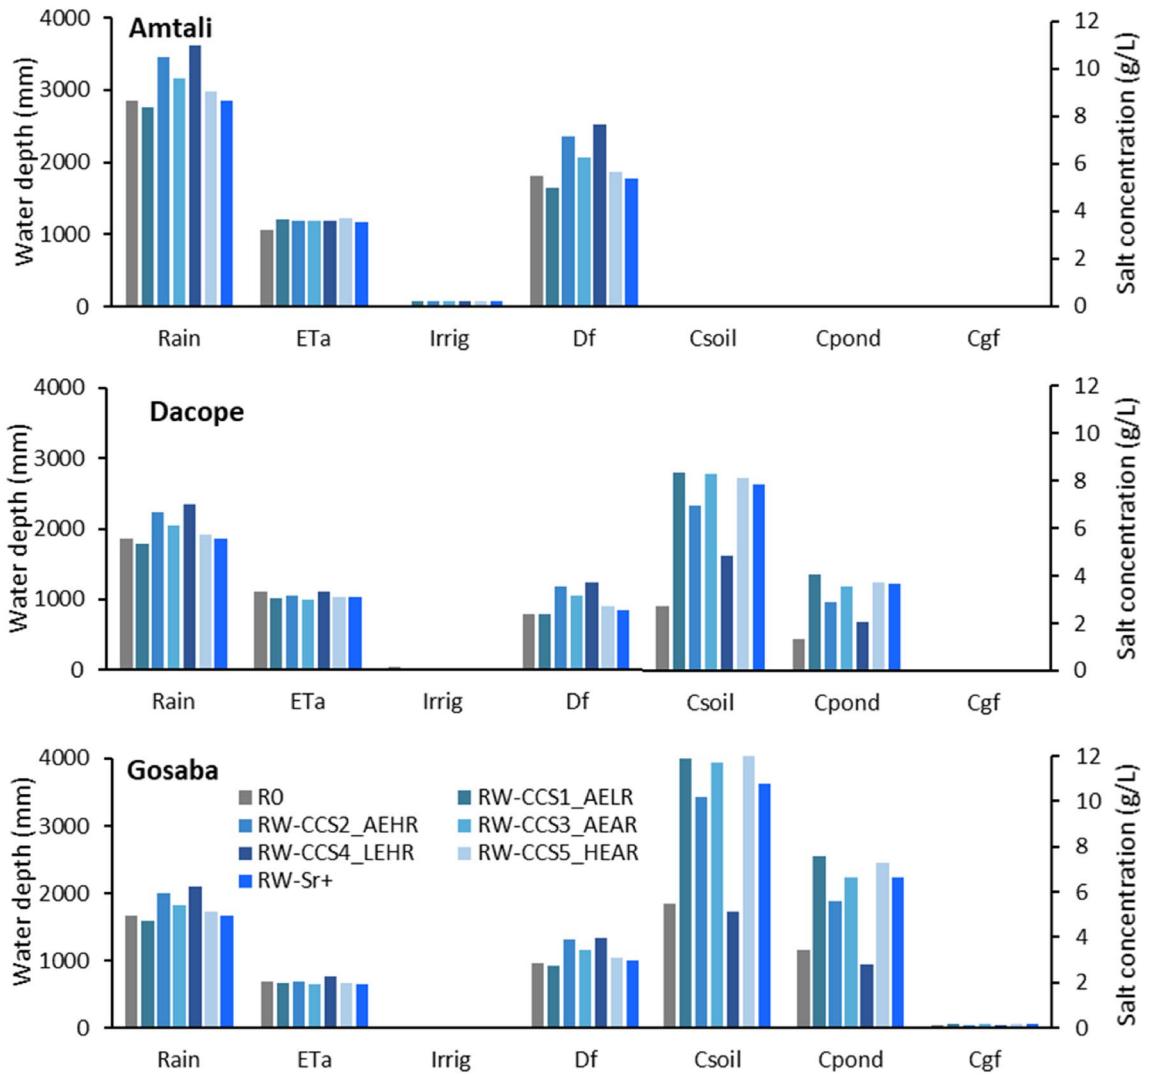 Amtali
Water depth (mm)
4000
3000
2000
1000
0
Salt concentration (g/L)
12
10
8
6
4
2
0
Rain ETa Irrig Df Csoil Cpond Cgf
Dacope
Water depth (mm)
4000
3000
2000
1000
0
Salt concentration (g/L)
12
10
8
6
4
2
0
Rain ETa Irrig Df Csoil Cpond Cgf
Gosaba
Water depth (mm)
4000
3000
2000
1000
0
R0 RW-CCS1_AELR
RW-CCS2_AEHR RW-CCS3_AEAR
RW-CCS4_LEHR RW-CCS5_HEAR
RW-Sr+
Salt concentration (g/L)
12
10
8
6
4
2
0
Rain ETa Irrig Df Csoil Cpond Cgf